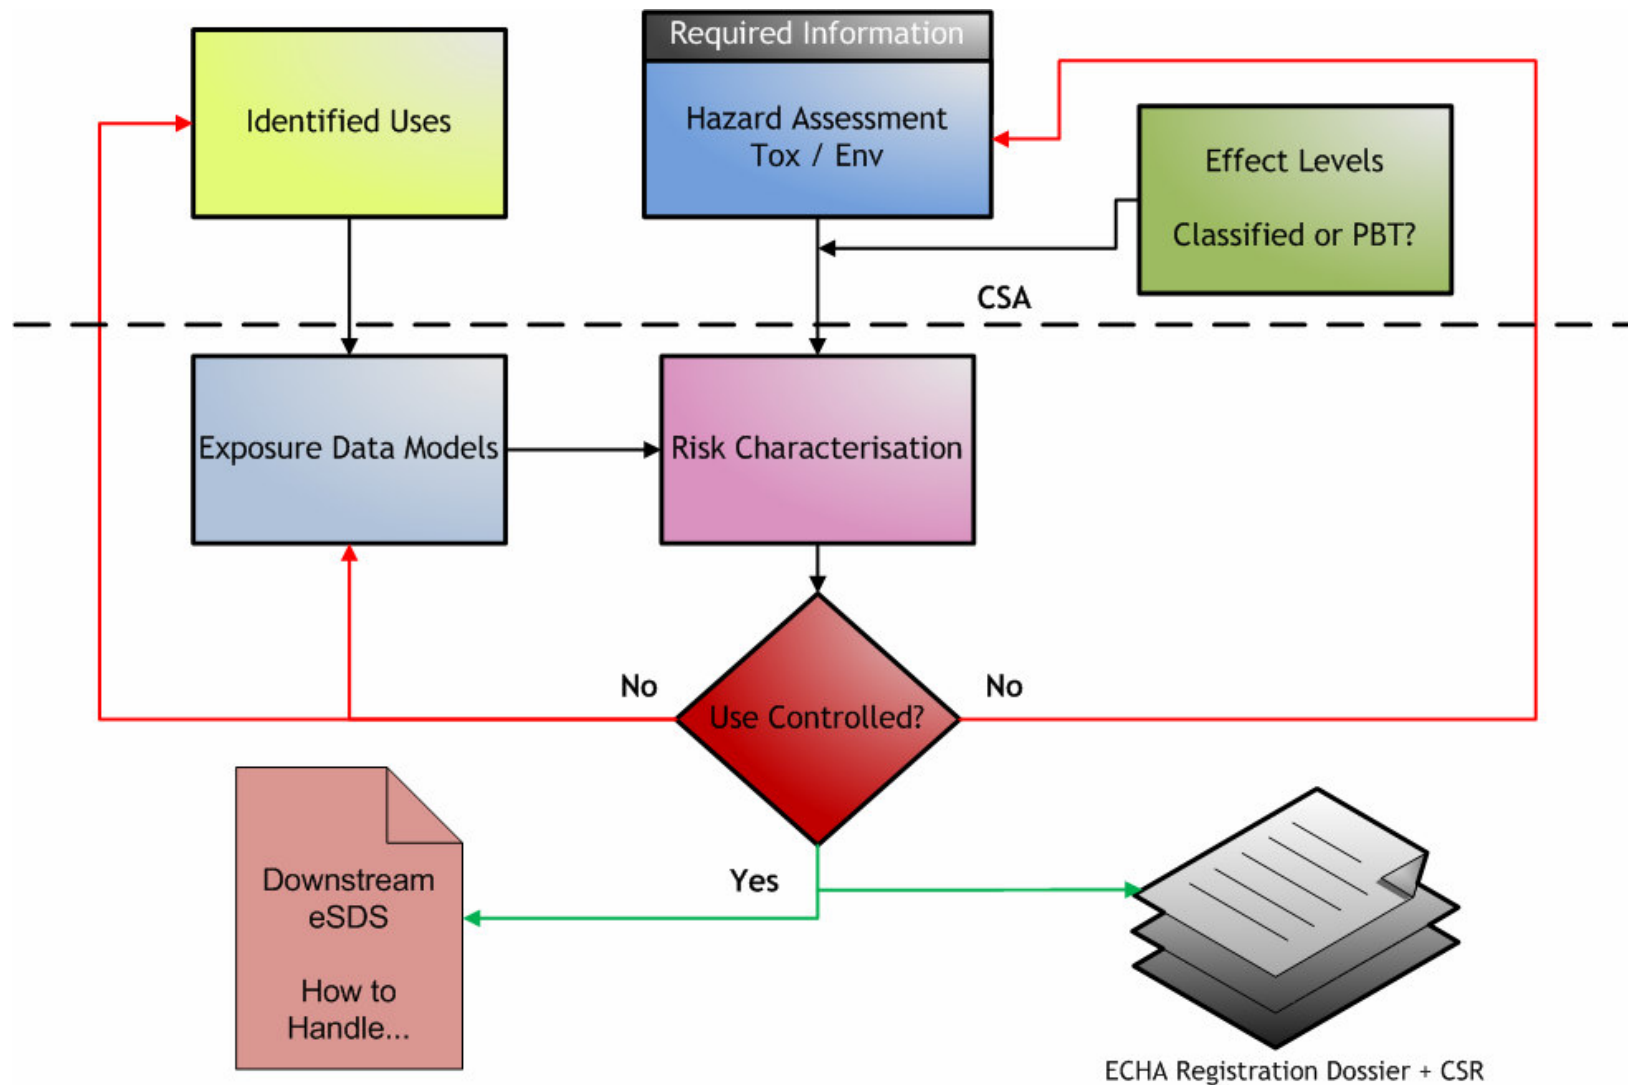 Required Information
Identified Uses
Hazard Assessment
Tox / Env
Effect Levels
Classified or PBT?
CSA
Exposure Data Models
Risk Characterisation
No
No
Use Controlled?
Yes
Downstream
eSDS
How to
Handle...
ECHA Registration Dossier + CSR